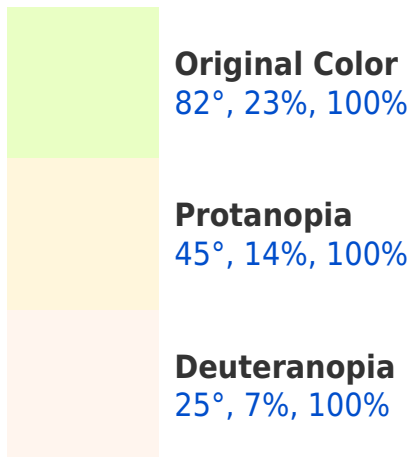 Original Color
82°, 23%, 100%
Protanopia
45°, 14%, 100%
Deuteranopia
25°, 7%, 100%